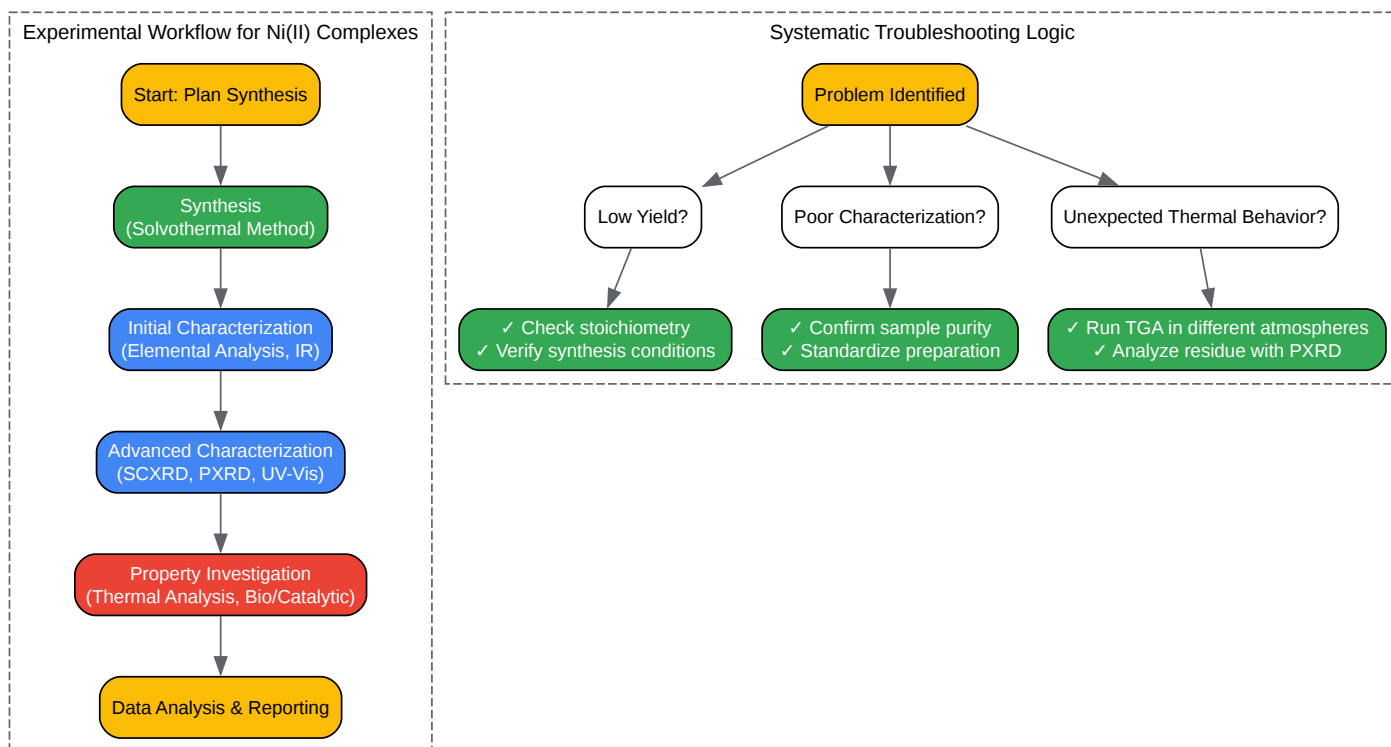 Experimental Workflow for Ni(II) Complexes
Start: Plan Synthesis
Synthesis
(Solvothermal Method)
Initial Characterization
(Elemental Analysis, IR)
Advanced Characterization
(SCXRD, PXRD, UV-Vis)
Property Investigation
(Thermal Analysis, Bio/Catalytic)
Data Analysis & Reporting
Systematic Troubleshooting Logic
Problem Identified
Low Yield?
Poor Characterization?
Unexpected Thermal Behavior?
✓ Check stoichiometry
✓ Verify synthesis conditions
✓ Confirm sample purity
✓ Standardize preparation
✓ Run TGA in different atmospheres
✓ Analyze residue with PXRD